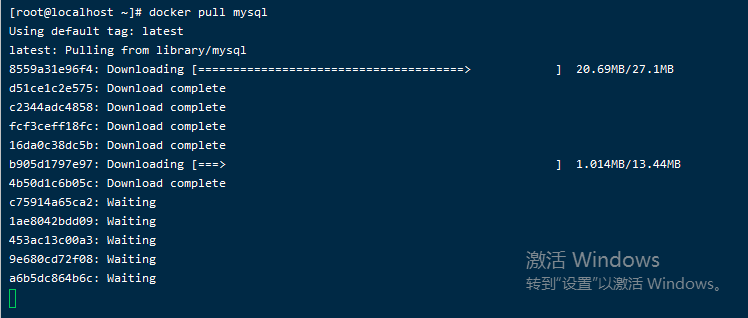 [root@localhost ~]# docker pull mysql
Using default tag: latest
latest: Pulling from library/mysql
8559a31e96f4: Downloading [======================================>            ]  20.69MB/27.1MB
d51ce1c2e575: Download complete
c2344adc4858: Download complete
fcf3ceff18fc: Download complete
16da0c38dc5b: Download complete
b905d1797e97: Downloading [===>                                               ]  1.014MB/13.44MB
4b50d1c6b05c: Download complete
c75914a65ca2: Waiting
1ae8042bdd09: Waiting
453ac13c00a3: Waiting
9e680cd72f08: Waiting
a6b5dc864b6c: Waiting
激活 Windows
转到“设置”以激活 Windows。